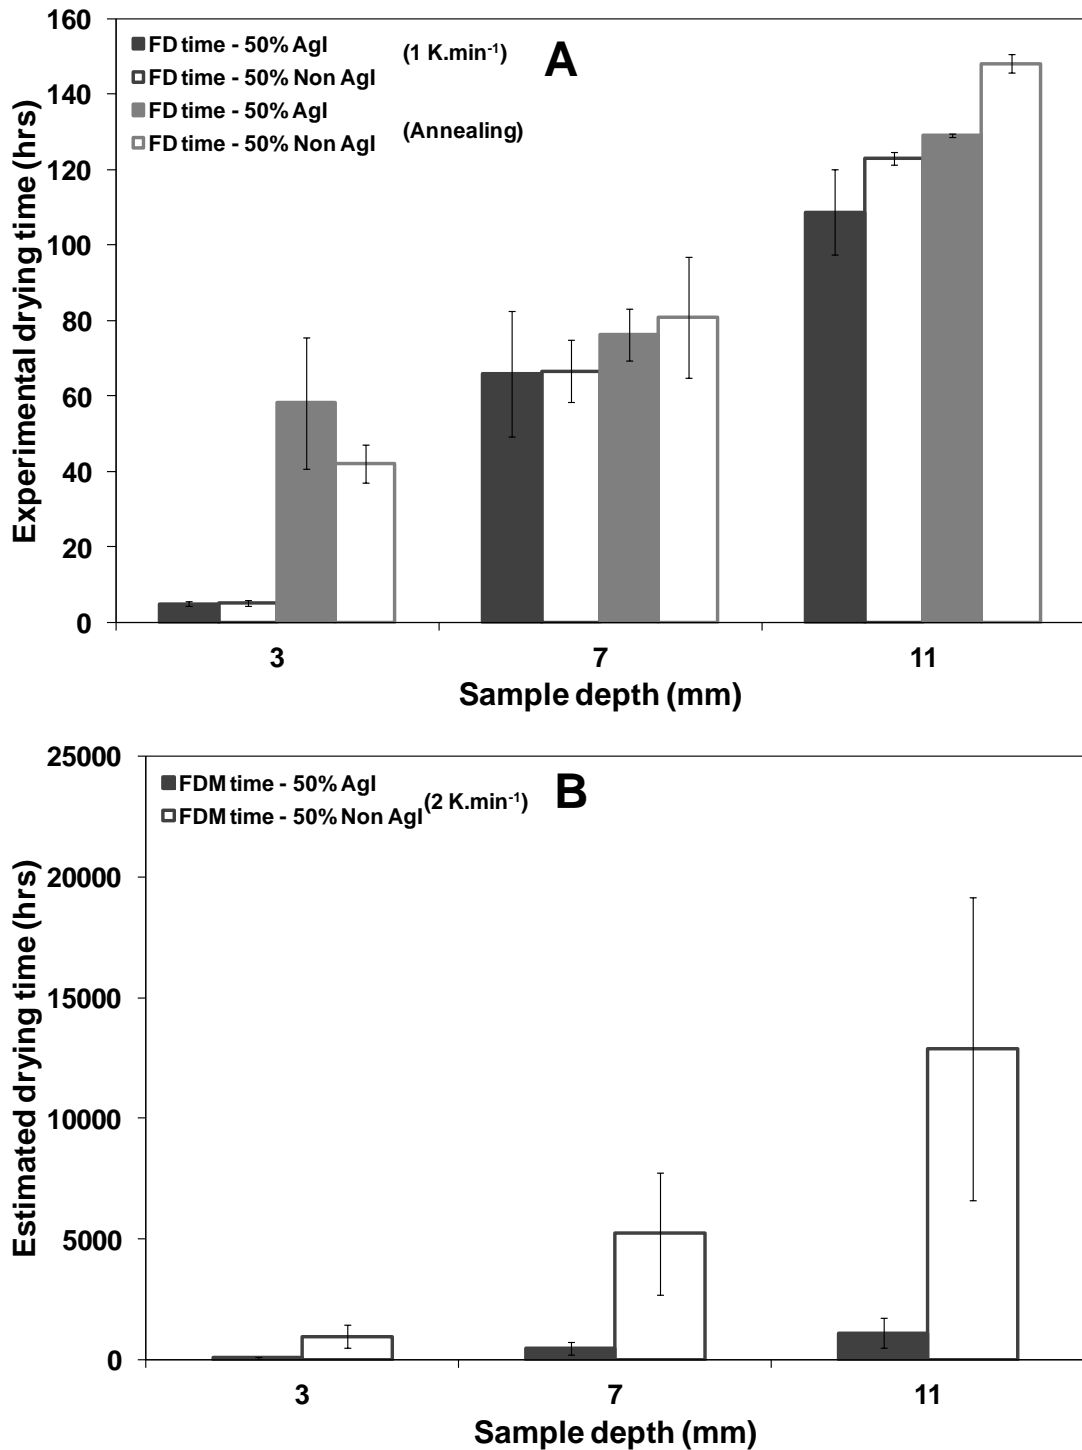 160
140
120
100
80
60
40
20
0
Experimental drying time (hrs)
FD time - 50% AgI
FD time - 50% Non AgI
(1 K.min⁻¹)
FD time - 50% AgI
FD time - 50% Non AgI
(Annealing)
A
3 7 11
Sample depth (mm)
25000
20000
15000
10000
5000
0
Estimated drying time (hrs)
FDM time - 50% AgI
FDM time - 50% Non AgI
(2 K.min⁻¹)
B
3 7 11
Sample depth (mm)